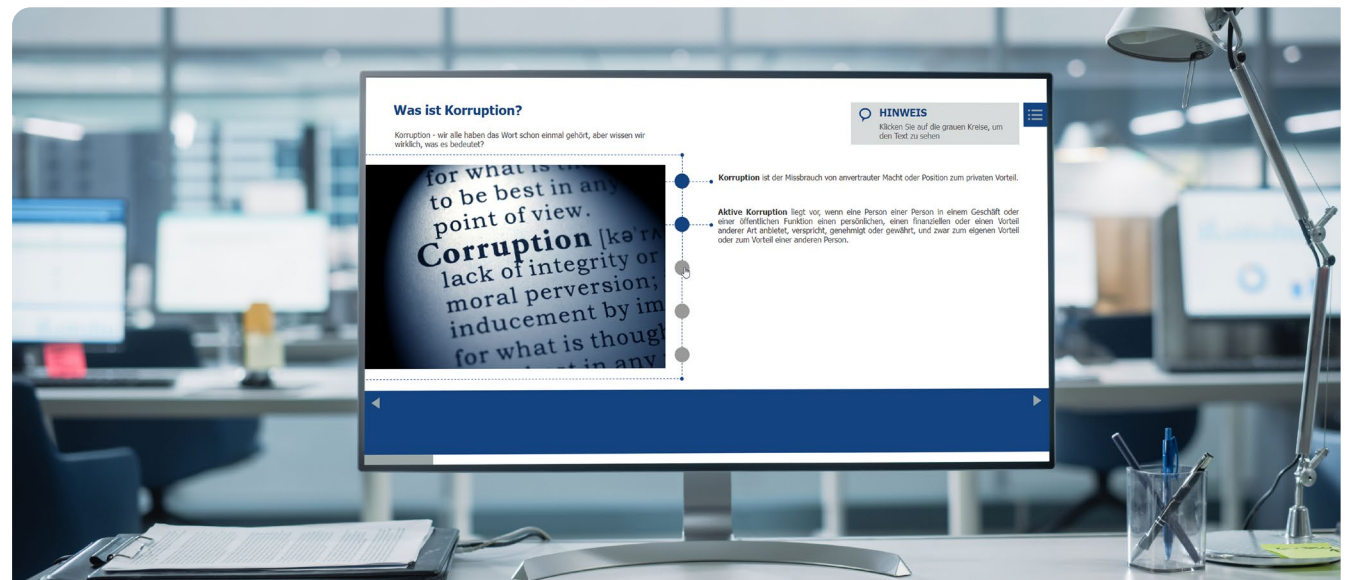 Was ist Korruption?
Korruption - wir alle haben das Wort schon einmal gehört, aber wissen wir
wirklich, was es bedeutet?
HINWEIS
Klicken Sie auf die grauen Kreise, um
den Text zu sehen
for what is
to be best in any
point of view.
Corruption [kə'rʌ
lack of integrity or
moral perversion;
inducement by im
for what is though
st in any
Korruption ist der Missbrauch von anvertrauter Macht oder Position zum privaten Vorteil.
Aktive Korruption liegt vor, wenn eine Person einer Person in einem Geschäft oder
einer öffentlichen Funktion einen persönlichen, einen finanziellen oder einen Vorteil
anderer Art anbietet, verspricht, genehmigt oder gewährt, und zwar zum eigenen Vorteil
oder zum Vorteil einer anderen Person.